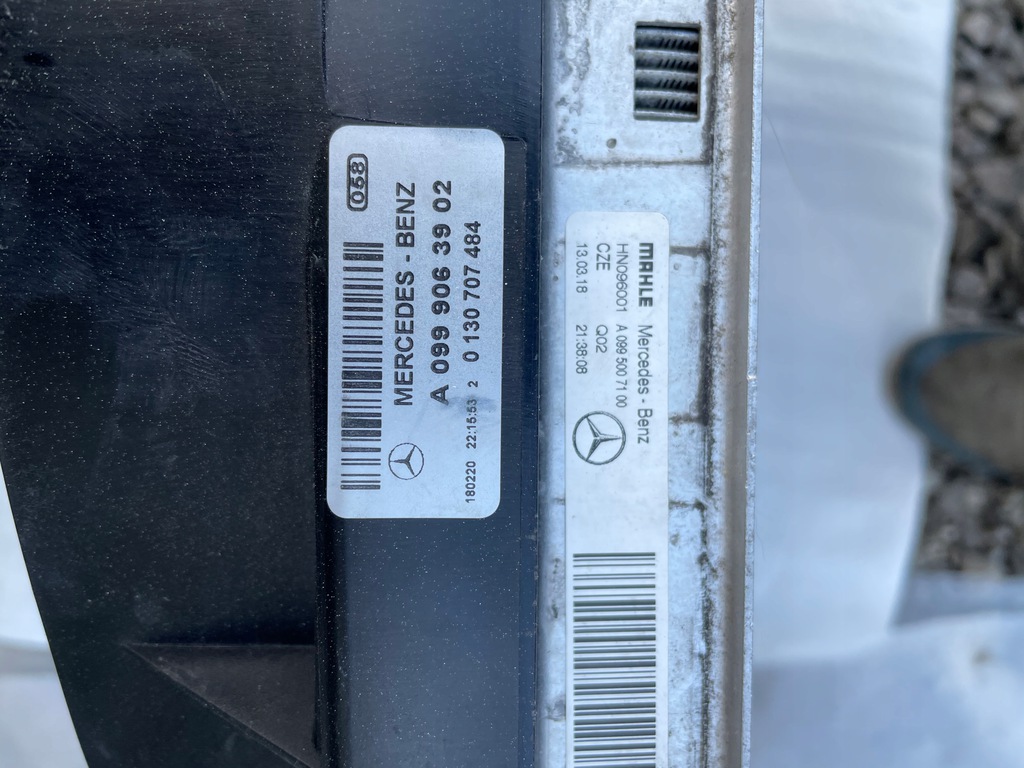 058
MERCEDES - BENZ
A 099 906 39 02
180220 22:15:53 2 0 130 707 484
MAHLE Mercedes - Benz
HN096001 A 099 500 71 00
CZE Q02
13.03.18 21:38:08